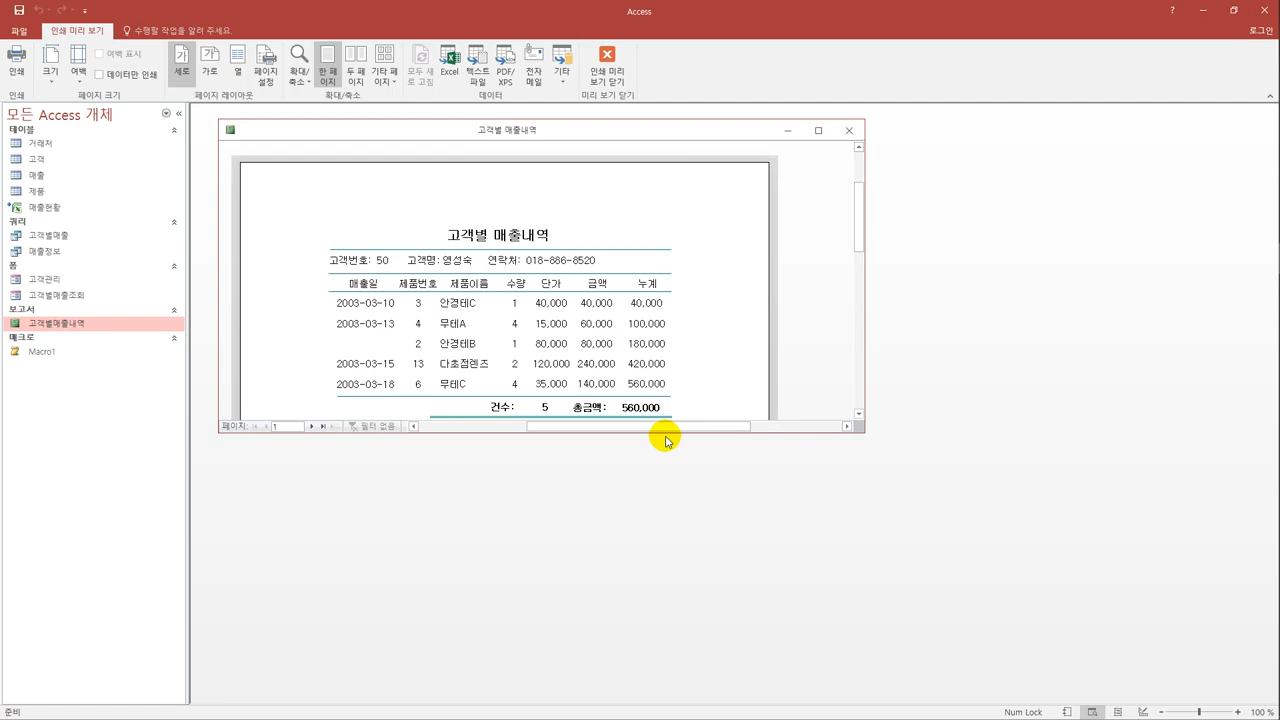 Access
파일
인쇄 미리 보기
수행할 작업을 알려 주세요.
로그인
인쇄
크기
여백
여백 표시
데이터만 인쇄
세로
가로
열
페이지 설정
확대/축소
한 페이지
두 페이지
기타 페이지
모두 새로 고침
Excel
텍스트 파일
PDF/XPS
전자 메일
기타
인쇄 미리 보기 닫기
인쇄
페이지 크기
페이지 레이아웃
확대/축소
데이터
미리 보기 닫기
모든 Access 개체
테이블
거래처
고객
매출
제품
매출현황
쿼리
고객별매출
매출정보
폼
고객관리
고객별매출조회
보고서
고객별매출내역
매크로
Macro1
고객별 매출내역
고객별 매출내역
고객번호: 50 고객명: 영성숙 연락처: 018-886-8520
매출일 제품번호 제품이름 수량 단가 금액 누계
2003-03-10 3 안경테C 1 40,000 40,000 40,000
2003-03-13 4 무테A 4 15,000 60,000 100,000
2 안경테B 1 80,000 80,000 180,000
2003-03-15 13 다초점렌즈 2 120,000 240,000 420,000
2003-03-18 6 무테C 4 35,000 140,000 560,000
건수: 5 총금액: 560,000
페이지: 1 필터 없음
준비
Num Lock
100 %